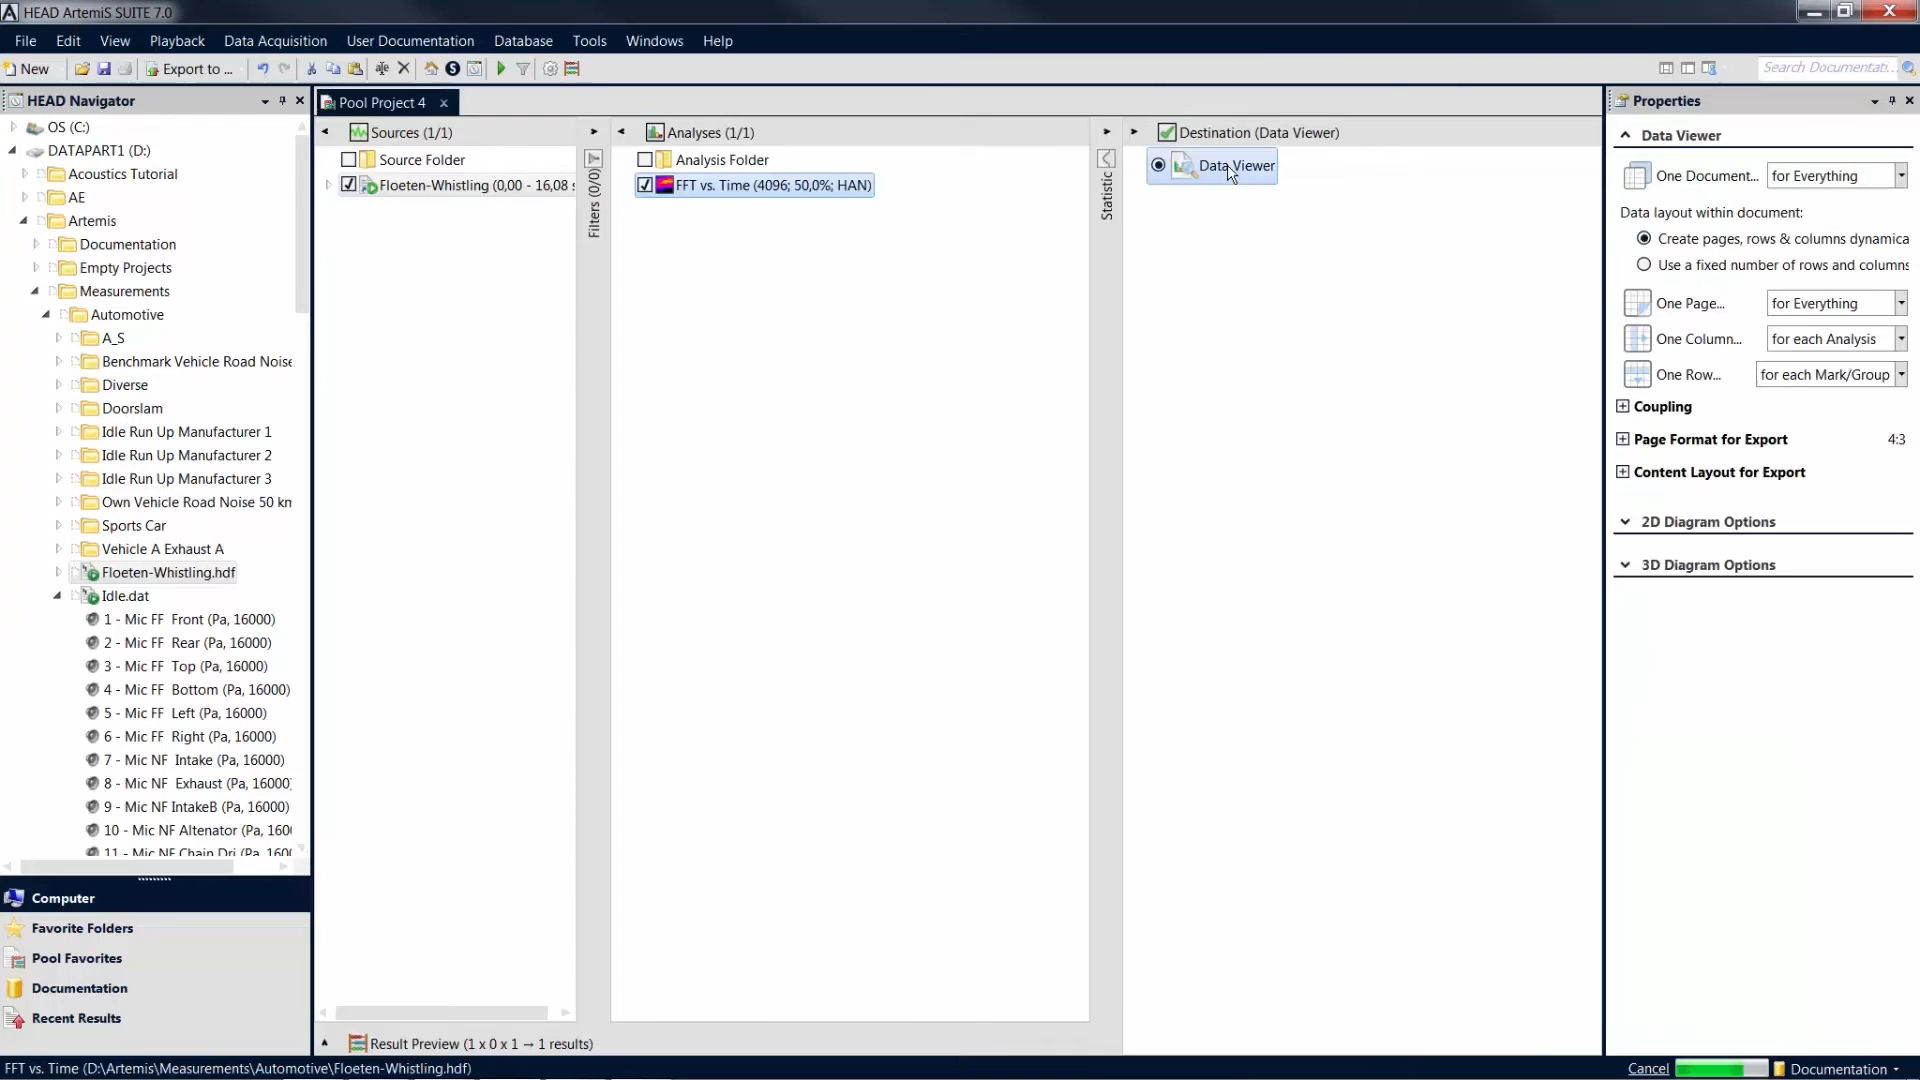 HEAD ArtemiS SUITE 7.0
File Edit View Playback Data Acquisition User Documentation Database Tools Windows Help
New Export to ... Search Documentati...
HEAD Navigator
OS (C:)
DATAPART1 (D:)
Acoustics Tutorial
AE
Artemis
Documentation
Empty Projects
Measurements
Automotive
A_S
Benchmark Vehicle Road Noise
Diverse
Doorslam
Idle Run Up Manufacturer 1
Idle Run Up Manufacturer 2
Idle Run Up Manufacturer 3
Own Vehicle Road Noise 50 km
Sports Car
Vehicle A Exhaust A
Floeten-Whistling.hdf
Idle.dat
1 - Mic FF Front (Pa, 16000)
2 - Mic FF Rear (Pa, 16000)
3 - Mic FF Top (Pa, 16000)
4 - Mic FF Bottom (Pa, 16000)
5 - Mic FF Left (Pa, 16000)
6 - Mic FF Right (Pa, 16000)
7 - Mic NF Intake (Pa, 16000)
8 - Mic NF Exhaust (Pa, 16000)
9 - Mic NF IntakeB (Pa, 16000)
10 - Mic NF Altenator (Pa, 160
11 - Mic NF Chain Dri (Pa, 160
Computer
Favorite Folders
Pool Favorites
Documentation
Recent Results
Pool Project 4
Sources (1/1)
Source Folder
Floeten-Whistling (0,00 - 16,08 s
Filters (0/0)
Analyses (1/1)
Analysis Folder
FFT vs. Time (4096; 50,0%; HAN)
Statistic
Destination (Data Viewer)
Data Viewer
Result Preview (1 x 0 x 1 → 1 results)
Properties
Data Viewer
One Document... for Everything
Data layout within document:
Create pages, rows & columns dynamica
Use a fixed number of rows and columns
One Page... for Everything
One Column... for each Analysis
One Row... for each Mark/Group
Coupling
Page Format for Export 4:3
Content Layout for Export
2D Diagram Options
3D Diagram Options
FFT vs. Time (D:\Artemis\Measurements\Automotive\Floeten-Whistling.hdf)
Cancel Documentation